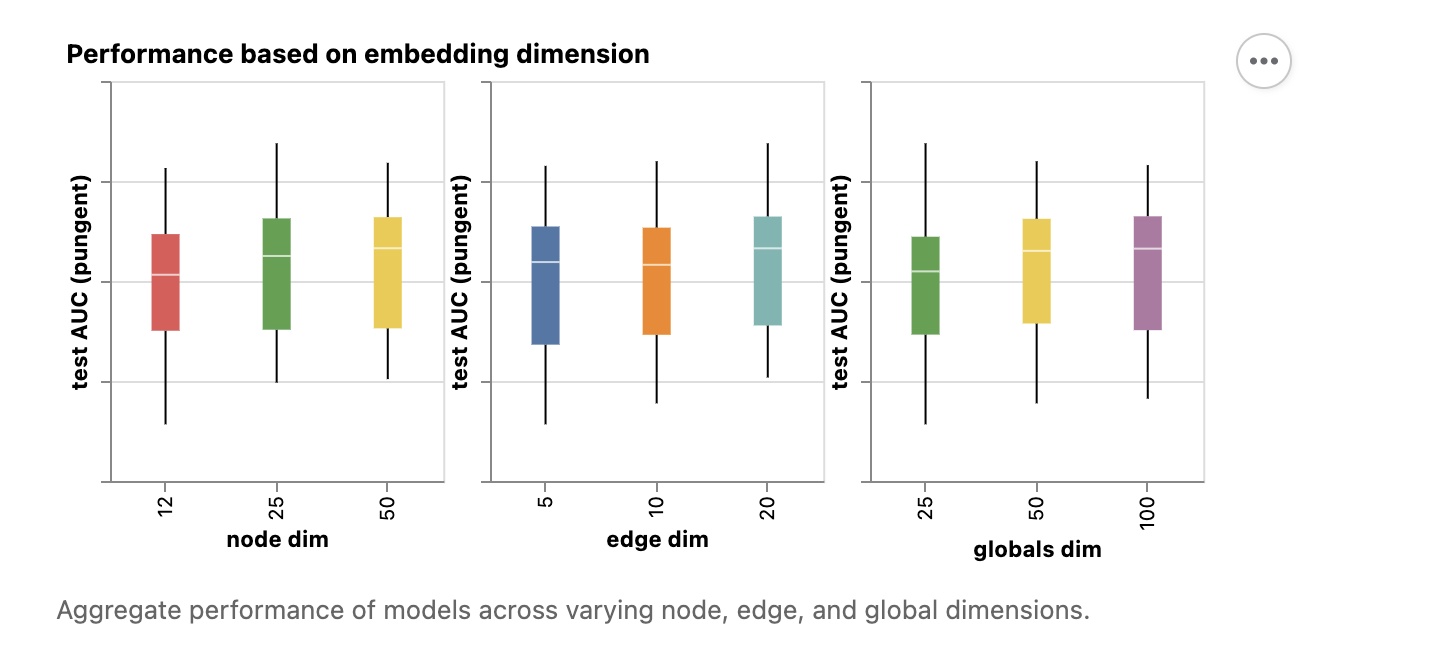 Performance based on embedding dimension
test AUC (pungent)
12
25
50
node dim
test AUC (pungent)
5
10
20
edge dim
test AUC (pungent)
25
50
100
globals dim
Aggregate performance of models across varying node, edge, and global dimensions.